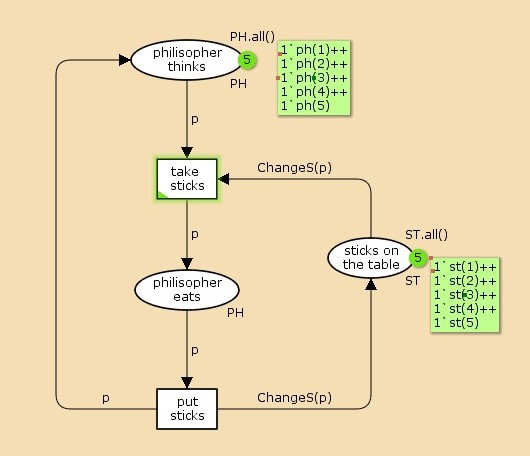 PH.all()
philisopher
thinks
5
1`ph(1)++
1`ph(2)++
1`ph(3)++
1`ph(4)++
1`ph(5)
PH
p
take
sticks
ChangeS(p)
p
ST.all()
sticks on
the table
5
1`st(1)++
1`st(2)++
1`st(3)++
1`st(4)++
1`st(5)
ST
philisopher
eats
PH
p
p
put
sticks
ChangeS(p)